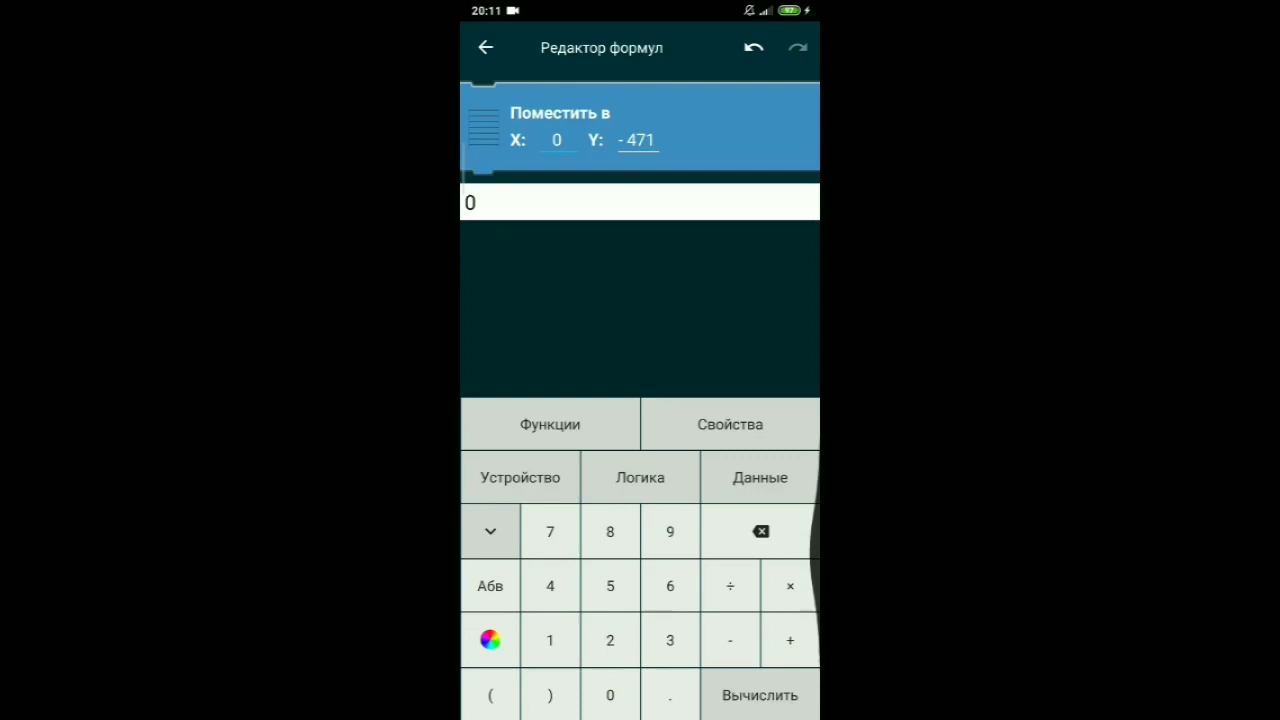 20:11 97
Редактор формул
Поместить в
X: 0 Y: - 471
0
Функции Свойства
Устройство Логика Данные
7 8 9
Абв 4 5 6 ÷ ×
1 2 3 - +
( ) 0 . Вычислить